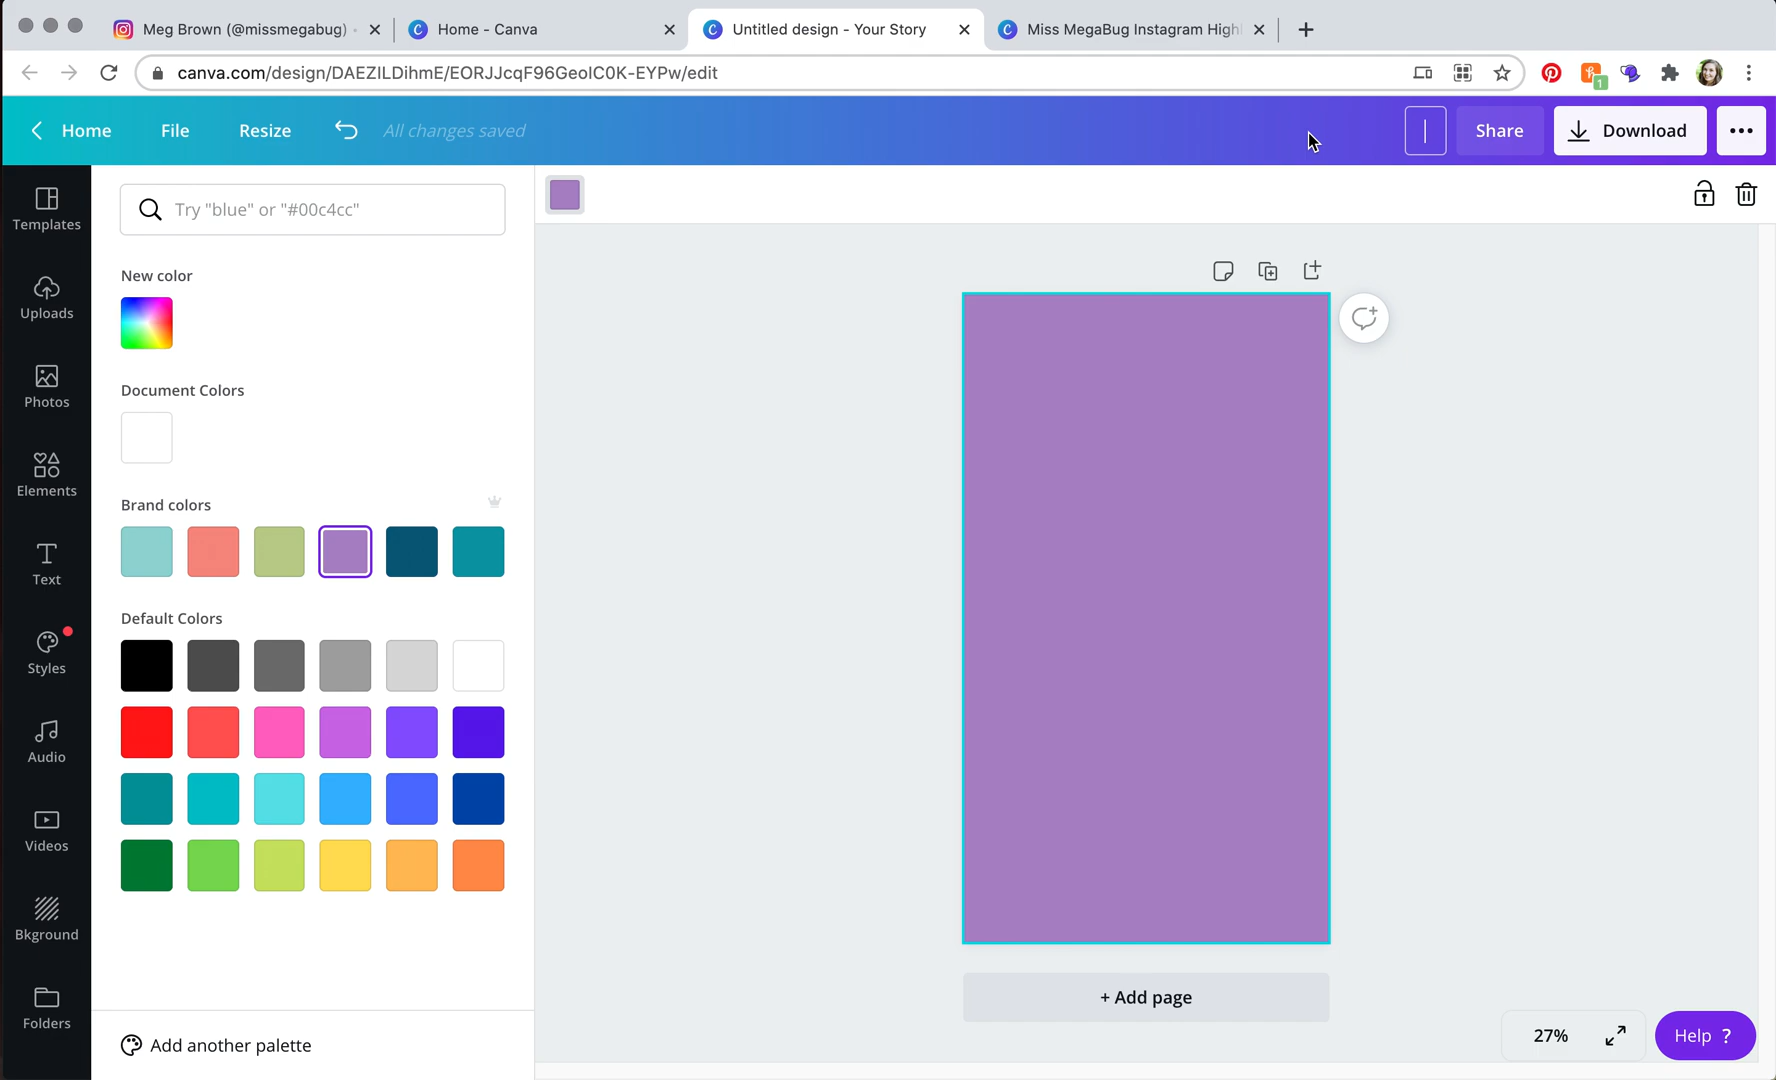 Meg Brown (@missmegabug) -
Home - Canva
Untitled design - Your Story
Miss MegaBug Instagram Highl
canva.com/design/DAEZILDihmE/EORJJcqF96GeoIC0K-EYPw/edit
1
Home
File
Resize
All changes saved
Share
Download
Templates
Uploads
Photos
Elements
Text
Styles
Audio
Videos
Bkground
Folders
Try "blue" or "#00c4cc"
New color
Document Colors
Brand colors
Default Colors
Add another palette
+ Add page
27%
Help ?